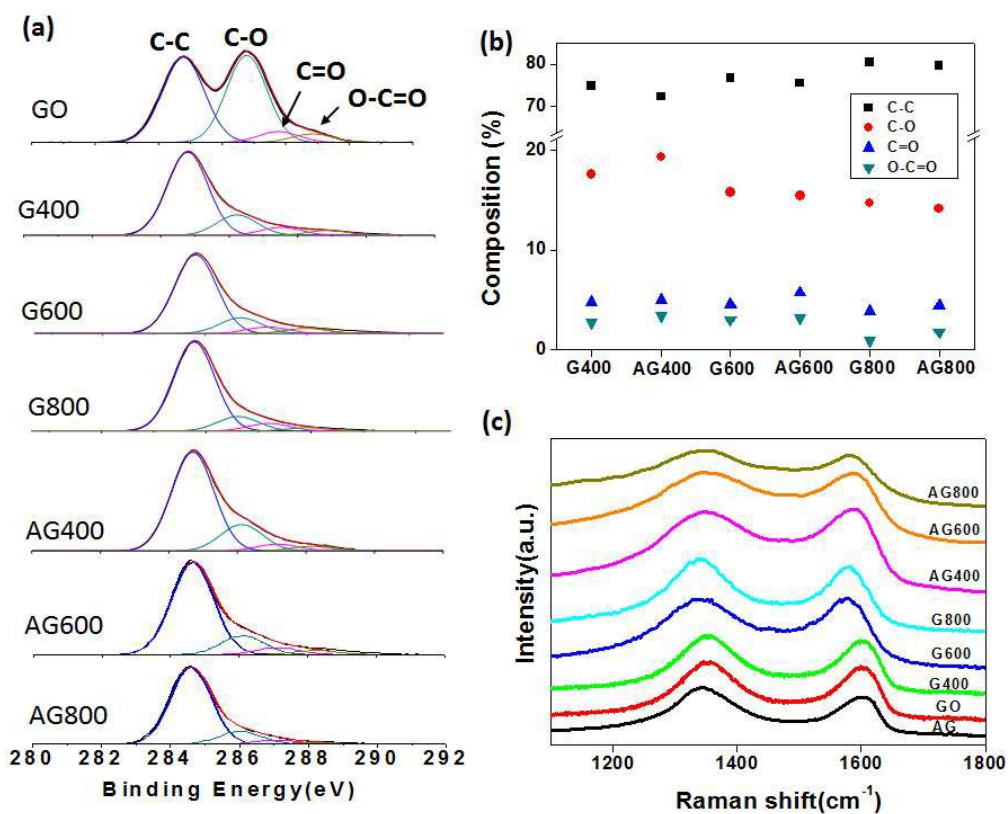 (a)
C-C
C-O
C=O
O-C=O
GO
G400
G600
G800
AG400
AG600
AG800
280 282 284 286 288 290 292
Binding Energy(eV)
(b)
80
70
20
10
0
Composition (%)
C-C
C-O
C=O
O-C=O
G400 AG400 G600 AG600 G800 AG800
(c)
AG800
AG600
AG400
G800
G600
G400
GO
AG
Intensity(a.u.)
1200 1400 1600 1800
Raman shift(cm⁻¹)